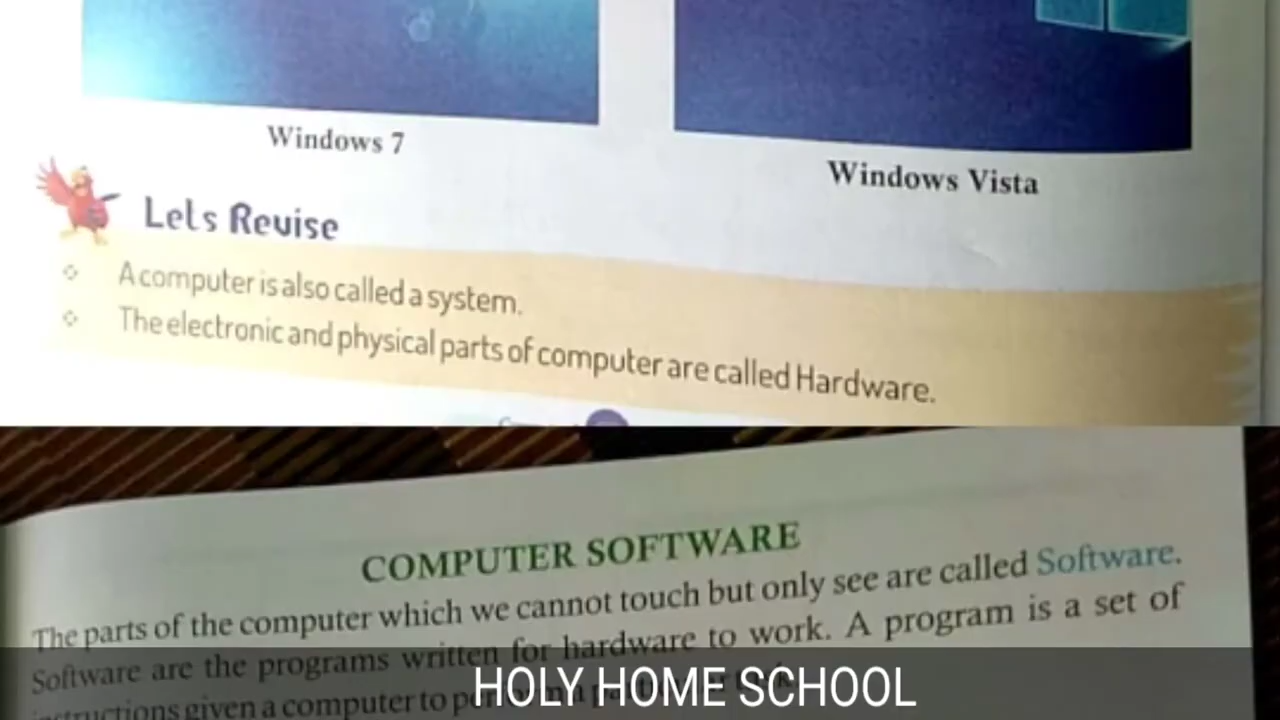 Windows 7
Windows Vista
Lets Revise
A computer is also called a system.
The electronic and physical parts of computer are called Hardware.
COMPUTER SOFTWARE
The parts of the computer which we cannot touch but only see are called Software.
Software are the programs written for hardware to work. A program is a set of
instructions given a computer to
HOLY HOME SCHOOL